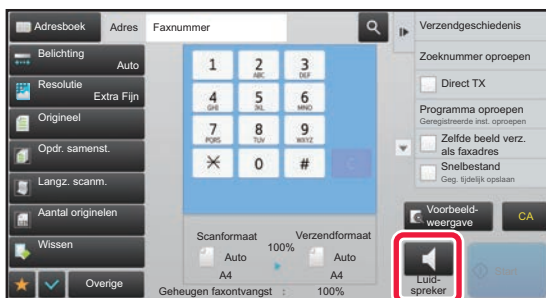 Adresboek
Adres
Faxnummer
Belichting
Auto
Resolutie
Extra Fijn
Origineel
Opdr. samenst.
Langz. scanm.
Aantal originelen
Wissen
Overige
1
2
ABC
3
DEF
4
GHI
5
JKL
6
MNO
7
PQRS
8
TUV
9
WXYZ
0
#
C
Scanformaat
100%
Verzendformaat
Auto
A4
Auto
A4
Geheugen faxontvangst : 100%
Verzendgeschiedenis
Zoeknummer oproepen
Direct TX
Programma oproepen
Geregistreerde inst. oproepen
Zelfde beeld verz.
als faxadres
Snelbestand
Geg. tijdelijk opslaan
Voorbeeld-
weergave
CA
Luid-
spreker
Start